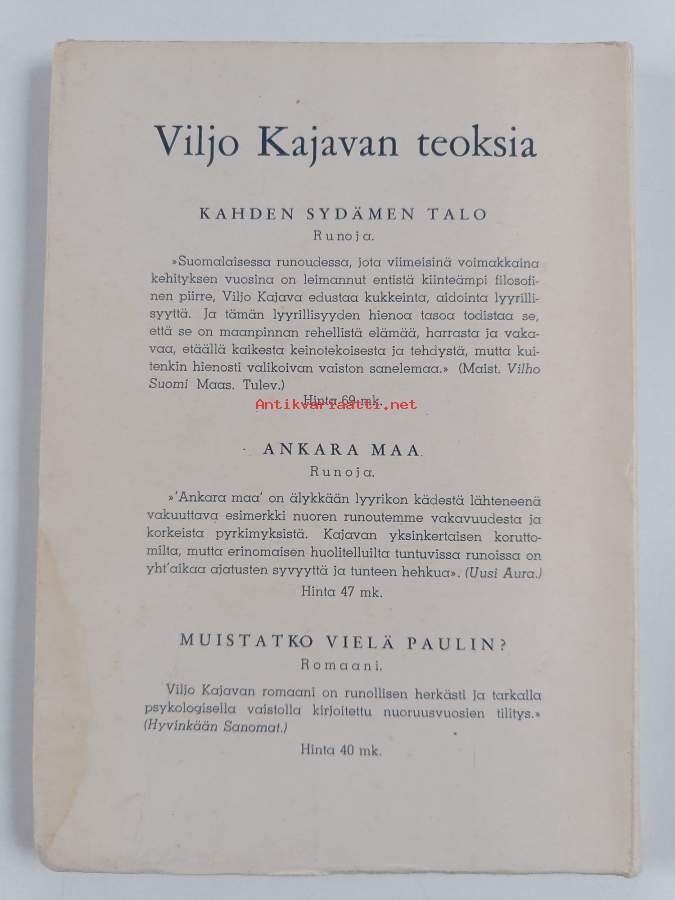 Viljo Kajavan teoksia
KAHDEN SYDÄMEN TALO
Runoja.
»Suomalaisessa runoudessa, jota viimeisinä voimakkaina
kehityksen vuosina on leimannut entistä kiinteämpi filosofi-
nen piirre, Viljo Kajava edustaa kukkeinta, aidointa lyyrilli-
syyttä. Ja tämän lyyrillisyyden hienoa tasoa todistaa se,
että se on maanpinnan rehellistä elämää, harrasta ja vaka-
vaa, etäällä kaikesta keinotekoisesta ja tehdystä, mutta kui-
tenkin hienosti valikoivan vaiston sanelemaa.» (Maist. Vilho
Suomi Maas. Tulev.)
Hinta 69 mk.
Antikvariaatti.net
ANKARA MAA
Runoja.
»'Ankara maa' on älykkään lyyrikon kädestä lähteneenä
vakuuttava esimerkki nuoren runoutemme vakavuudesta ja
korkeista pyrkimyksistä. Kajavan yksinkertaisen korutto-
milta, mutta erinomaisen huolitelluilta tuntuvissa runoissa on
yht'aikaa ajatusten syvyyttä ja tunteen hehkua». (Uusi Aura.)
Hinta 47 mk.
MUISTATKO VIELÄ PAULIN?
Romaani.
Viljo Kajavan romaani on runollisen herkästi ja tarkalla
psykologisella vaistolla kirjoitettu nuoruusvuosien tilitys.»
(Hyvinkään Sanomat.)
Hinta 40 mk.